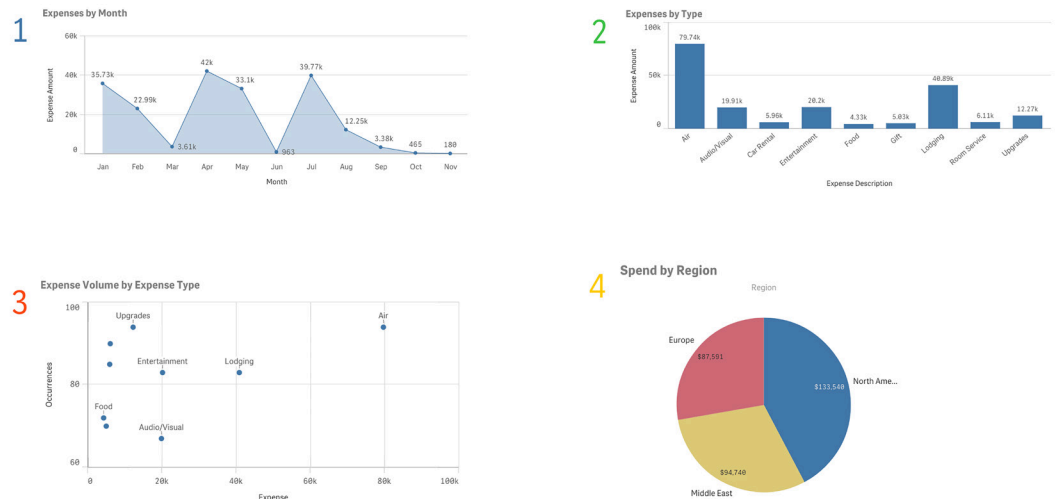 1
Expenses by Month
Expense Amount
60k
40k
20k
0
35.73k
22.99k
3.61k
42k
33.1k
963
39.77k
12.25k
3.38k
465
180
Jan Feb Mar Apr May Jun Jul Aug Sep Oct Nov
Month
2
Expenses by Type
Expense Amount
100k
50k
0
79.74k
19.91k
5.96k
20.2k
4.33k
5.03k
40.89k
6.11k
12.27k
Air Audio/Visual Car Rental Entertainment Food Gift Lodging Room Service Upgrades
Expense Description
3
Expense Volume by Expense Type
Occurrences
100
80
60
Upgrades
Air
Entertainment
Lodging
Food
Audio/Visual
0 20k 40k 60k 80k 100k
Expense
4
Spend by Region
Region
Europe
$87,591
North Ame...
$133,540
$94,740
Middle East